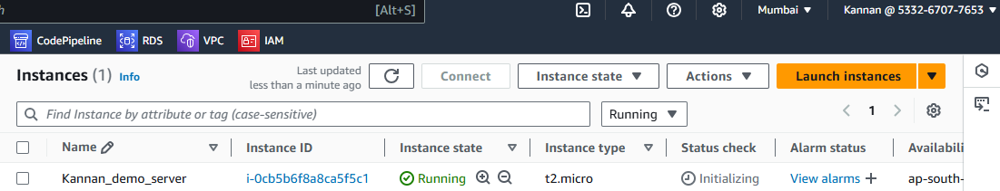 [Alt+S] Mumbai Kannan @ 5332-6707-7653
CodePipeline RDS VPC IAM
Instances (1) Info Last updated less than a minute ago Connect Instance state Actions Launch instances
Find Instance by attribute or tag (case-sensitive) Running 1
Name Instance ID Instance state Instance type Status check Alarm status Availabili
Kannan_demo_server i-0cb5b6f8a8ca5f5c1 Running t2.micro Initializing View alarms + ap-south-